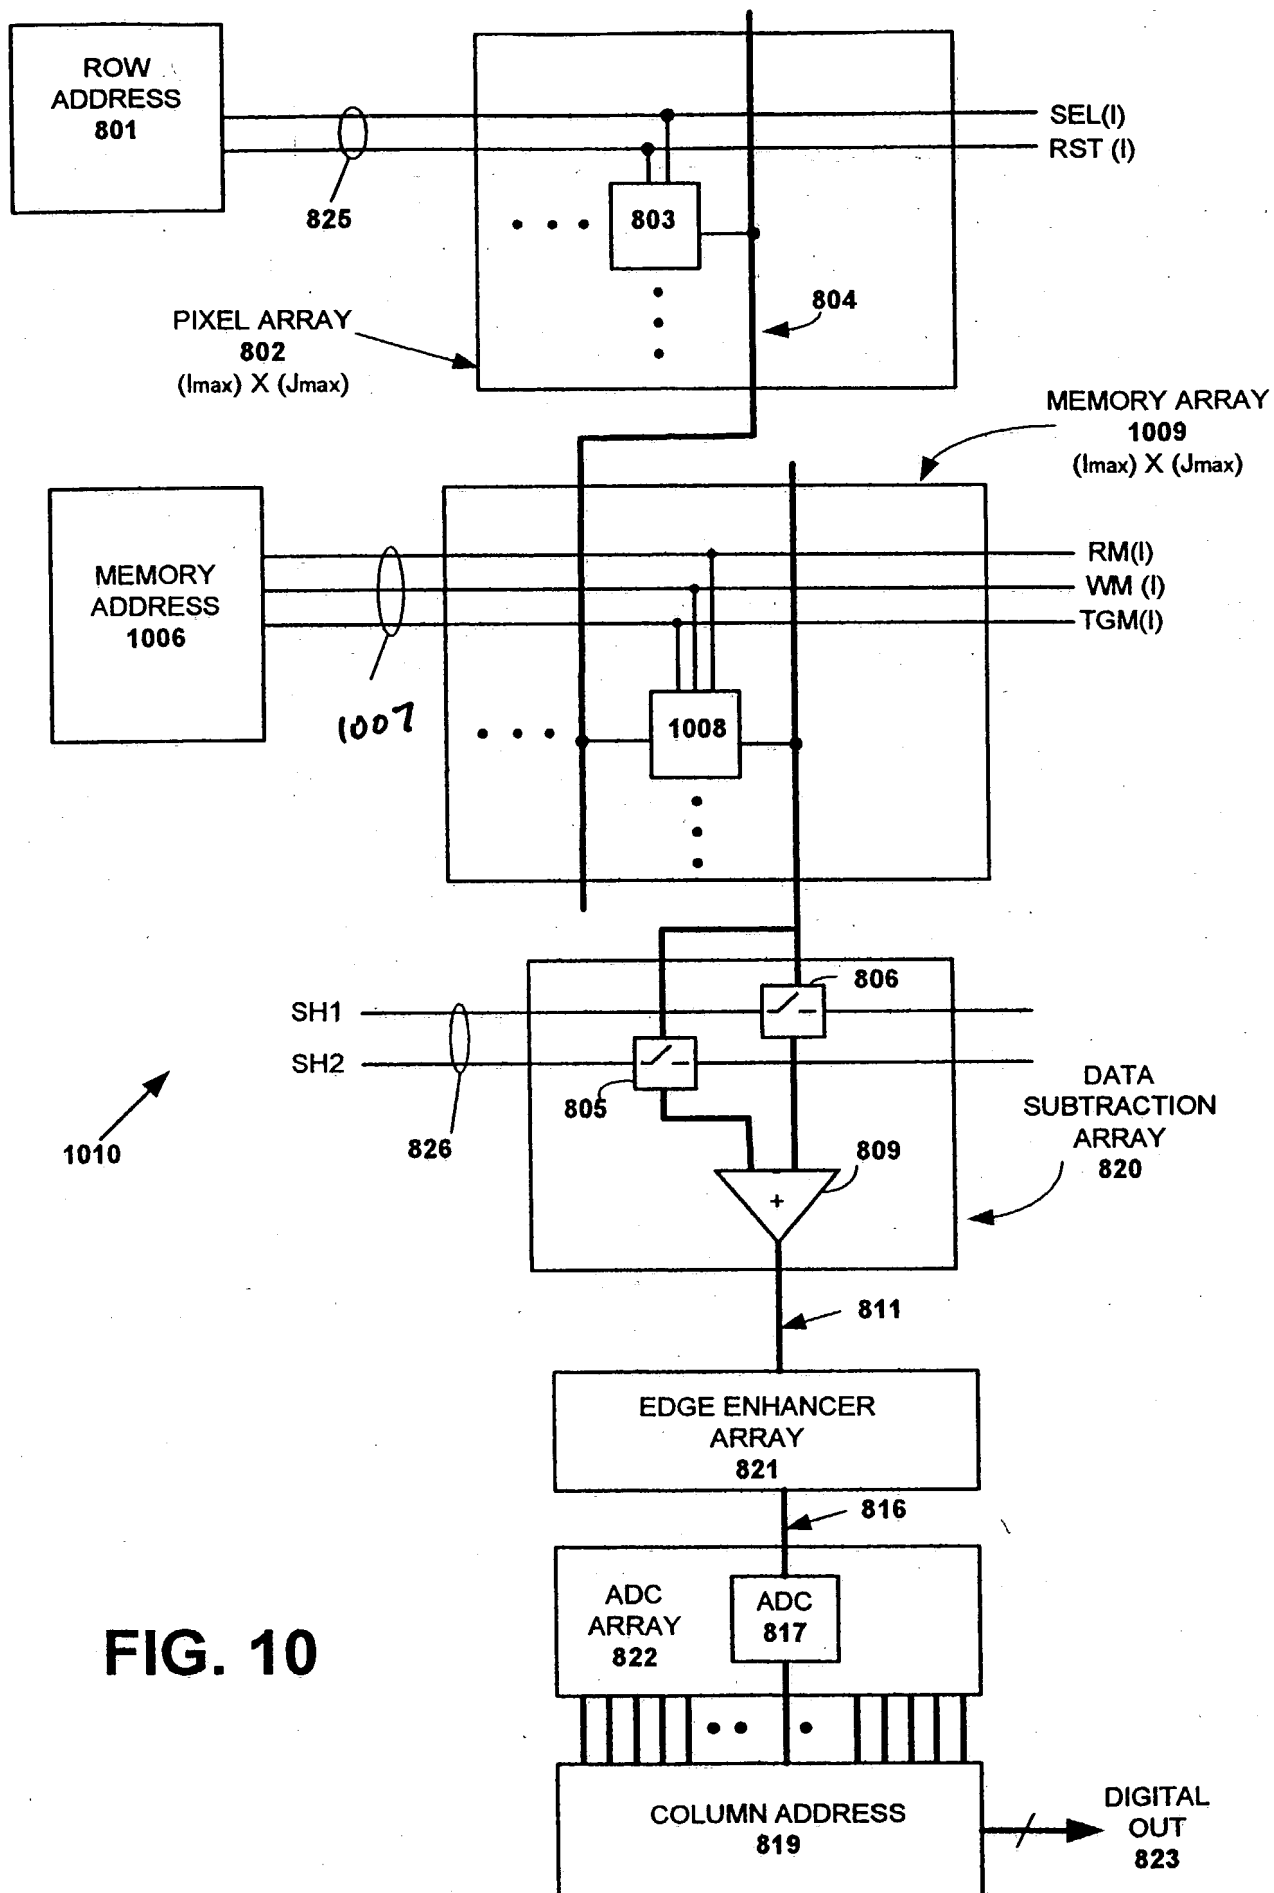 ROW
ADDRESS
801
SEL(I)
RST (I)
825
803
804
PIXEL ARRAY
802
(Imax) X (Jmax)
MEMORY ARRAY
1009
(Imax) X (Jmax)
MEMORY
ADDRESS
1006
RM(I)
WM (I)
TGM(I)
1007
1008
SH1
SH2
806
805
826
809
1010
DATA
SUBTRACTION
ARRAY
820
811
EDGE ENHANCER
ARRAY
821
816
ADC
ARRAY
822
ADC
817
FIG. 10
COLUMN ADDRESS
819
DIGITAL
OUT
823